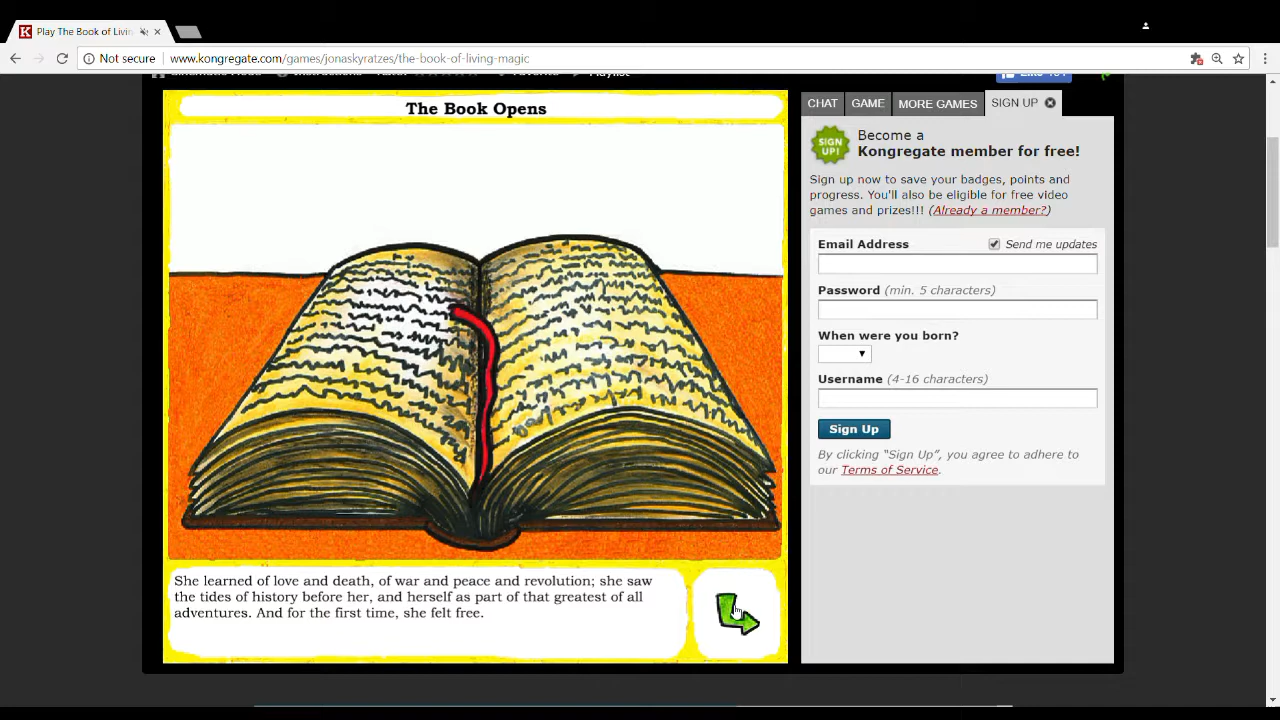 Play The Book of Livin
Not secure
www.kongregate.com/games/jonaskyratzes/the-book-of-living-magic
Playlist
The Book Opens
CHAT
GAME
MORE GAMES
SIGN UP
SIGN UP!
Become a
Kongregate member for free!
Sign up now to save your badges, points and
progress. You'll also be eligible for free video
games and prizes!!! (Already a member?)
Email Address
Send me updates
Password (min. 5 characters)
When were you born?
Username (4-16 characters)
Sign Up
By clicking “Sign Up”, you agree to adhere to
our Terms of Service.
She learned of love and death, of war and peace and revolution; she saw
the tides of history before her, and herself as part of that greatest of all
adventures. And for the first time, she felt free.